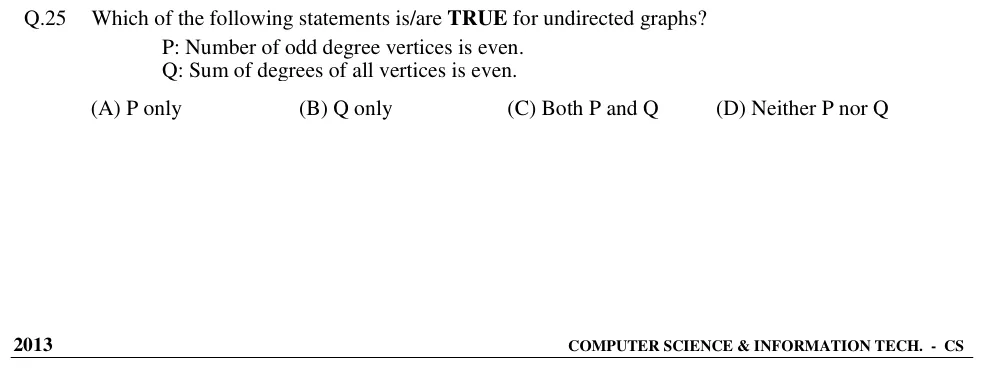 Q.25 Which of the following statements is/are TRUE for undirected graphs?
P: Number of odd degree vertices is even.
Q: Sum of degrees of all vertices is even.
(A) P only (B) Q only (C) Both P and Q (D) Neither P nor Q
2013 COMPUTER SCIENCE & INFORMATION TECH. - CS